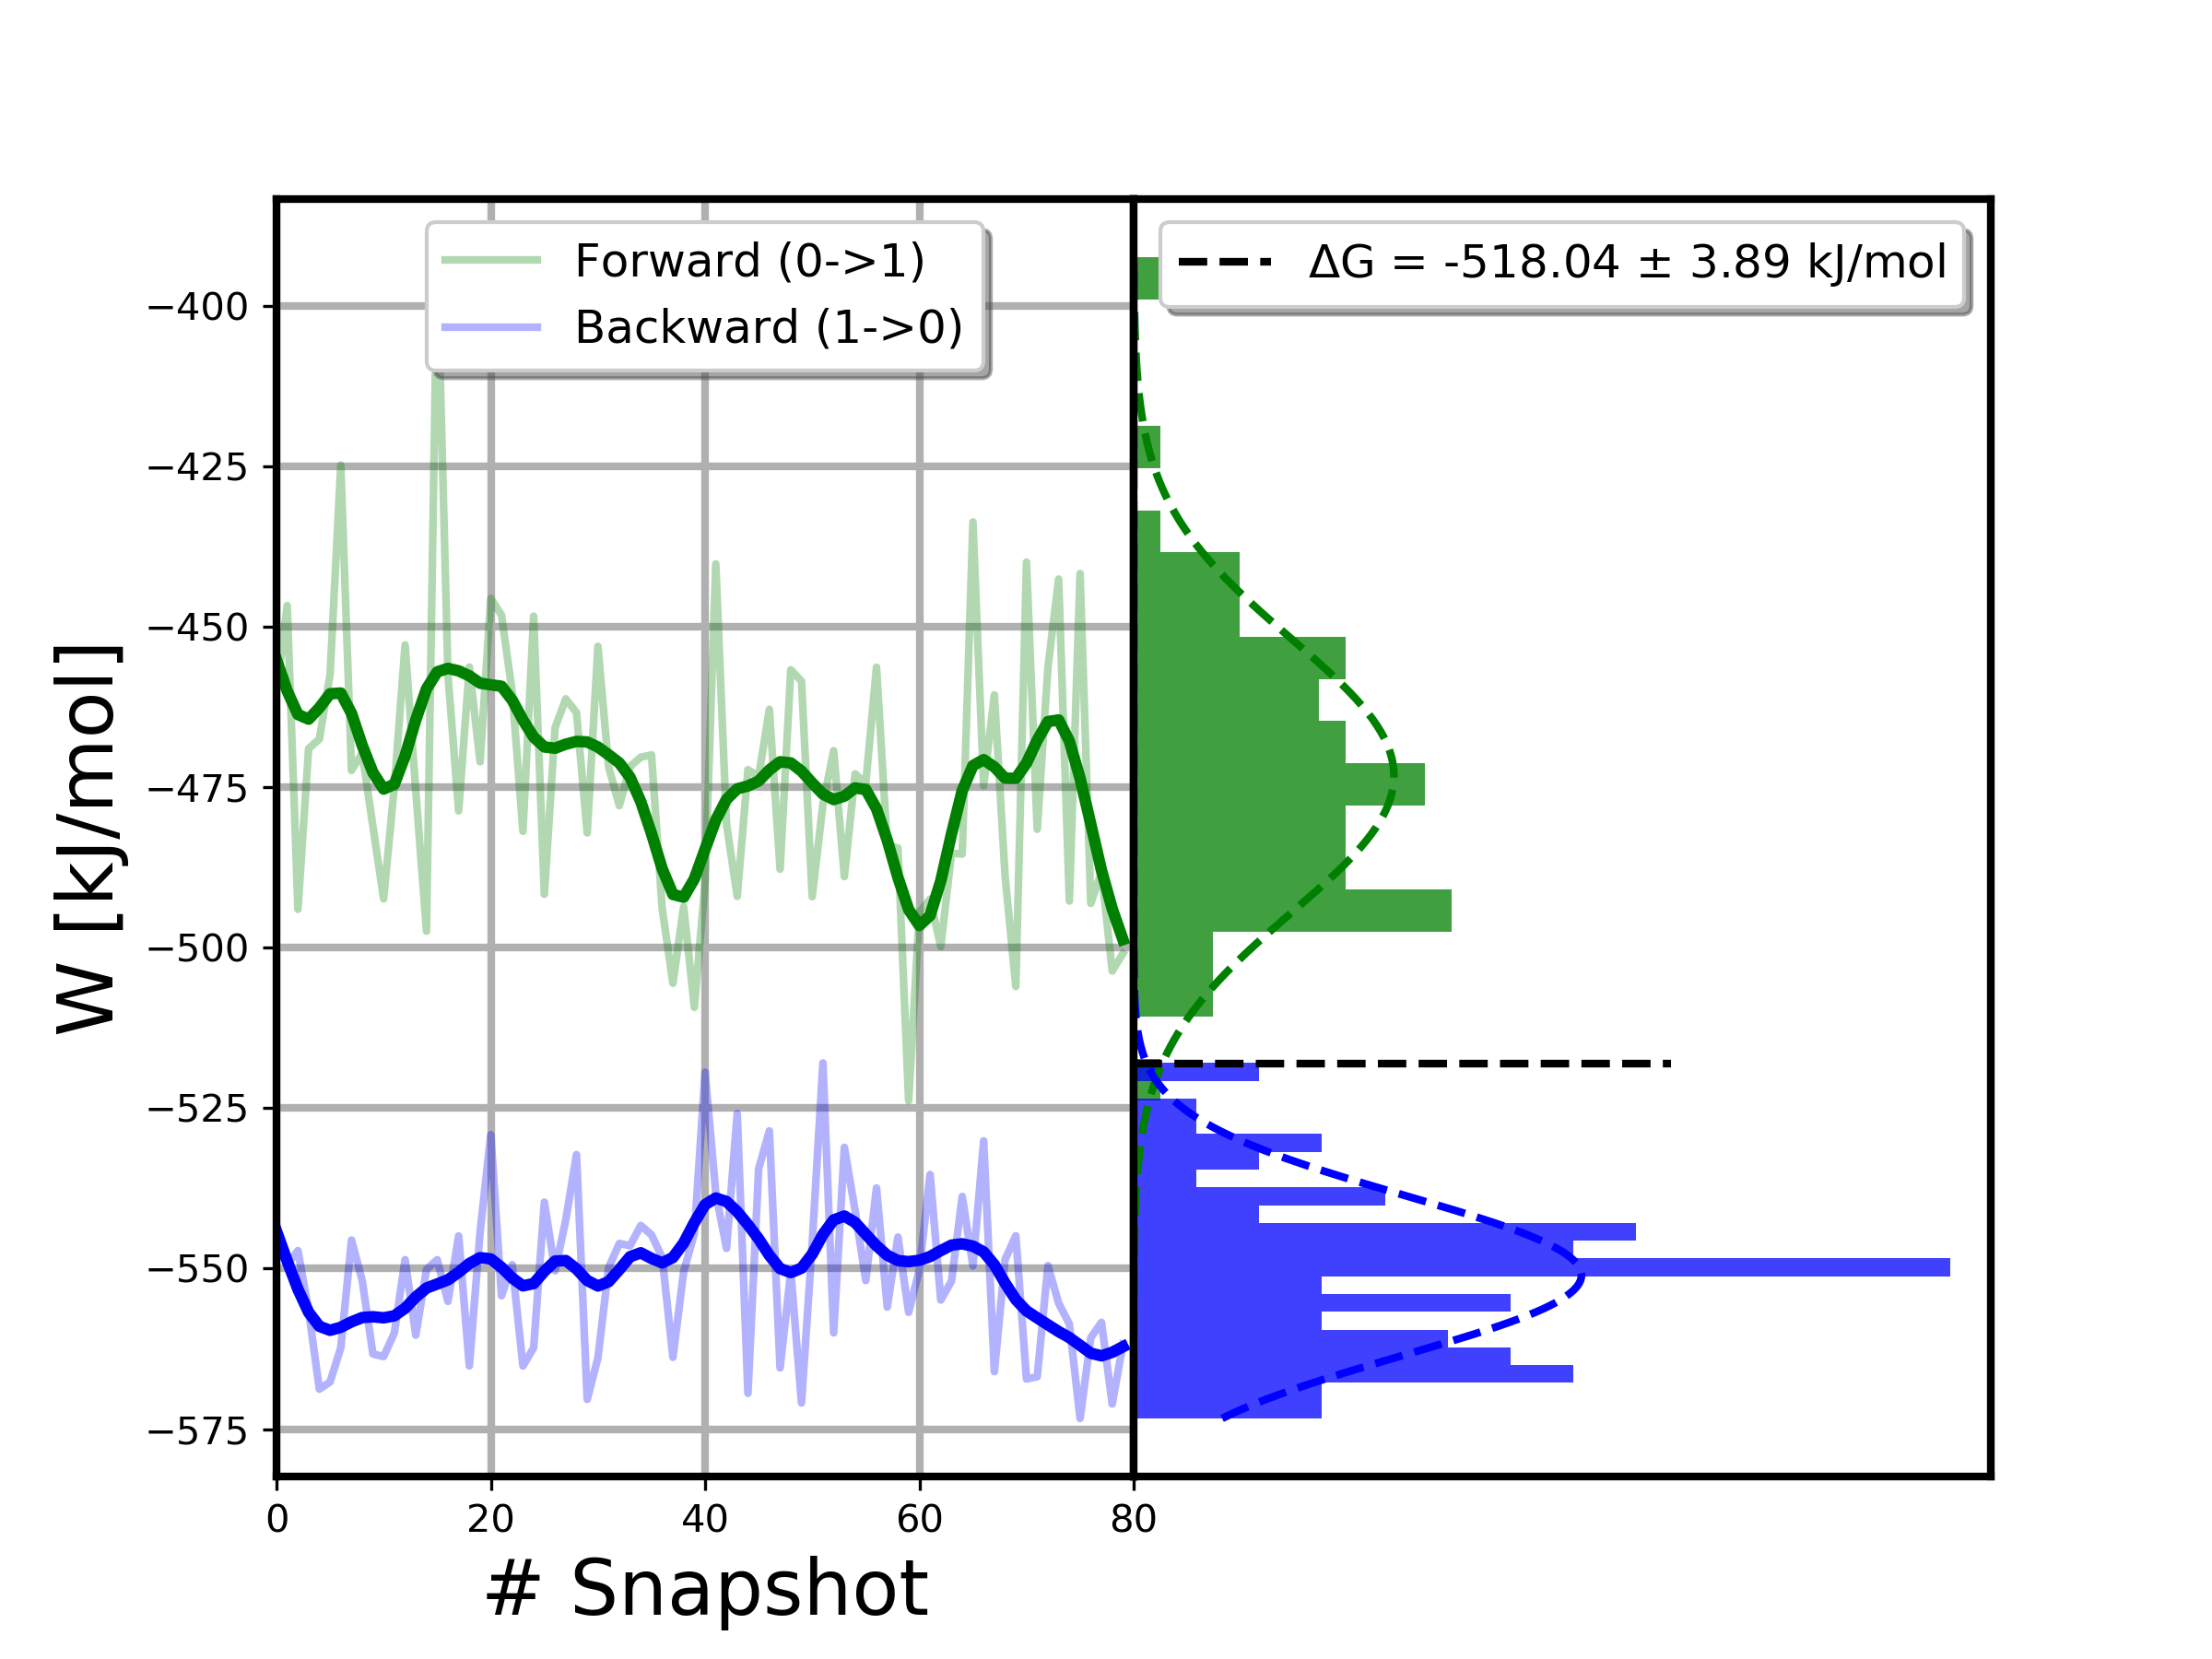 Forward (0->1)
Backward (1->0)
ΔG = -518.04 ± 3.89 kJ/mol
−400
−425
−450
−475
−500
−525
−550
−575
W [kJ/mol]
0 20 40 60 80
# Snapshot